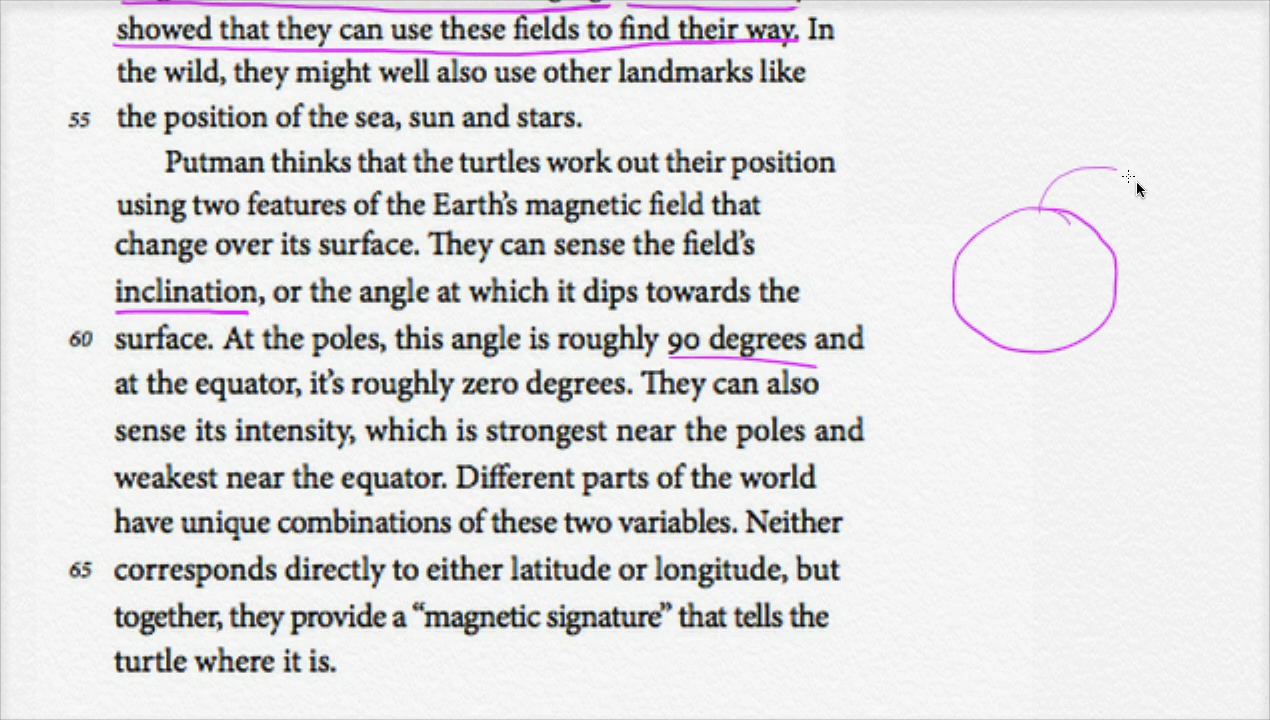 showed that they can use these fields to find their way. In
the wild, they might well also use other landmarks like
55 the position of the sea, sun and stars.
Putman thinks that the turtles work out their position
using two features of the Earth’s magnetic field that
change over its surface. They can sense the field’s
inclination, or the angle at which it dips towards the
60 surface. At the poles, this angle is roughly 90 degrees and
at the equator, it’s roughly zero degrees. They can also
sense its intensity, which is strongest near the poles and
weakest near the equator. Different parts of the world
have unique combinations of these two variables. Neither
65 corresponds directly to either latitude or longitude, but
together, they provide a “magnetic signature” that tells the
turtle where it is.